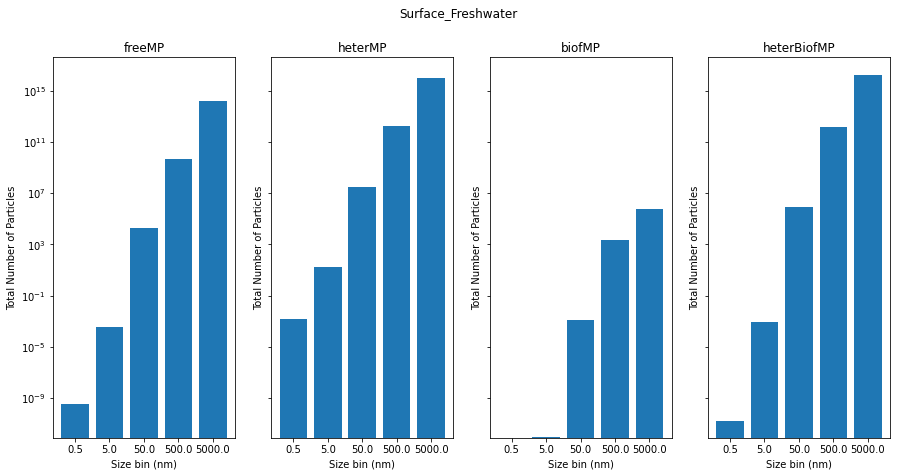 Surface_Freshwater
freeMP
heterMP
biofMP
heterBiofMP
Total Number of Particles
10^15
10^11
10^7
10^3
10^-1
10^-5
10^-9
0.5 5.0 50.0 500.0 5000.0
Size bin (nm)
Total Number of Particles
0.5 5.0 50.0 500.0 5000.0
Size bin (nm)
Total Number of Particles
0.5 5.0 50.0 500.0 5000.0
Size bin (nm)
Total Number of Particles
0.5 5.0 50.0 500.0 5000.0
Size bin (nm)